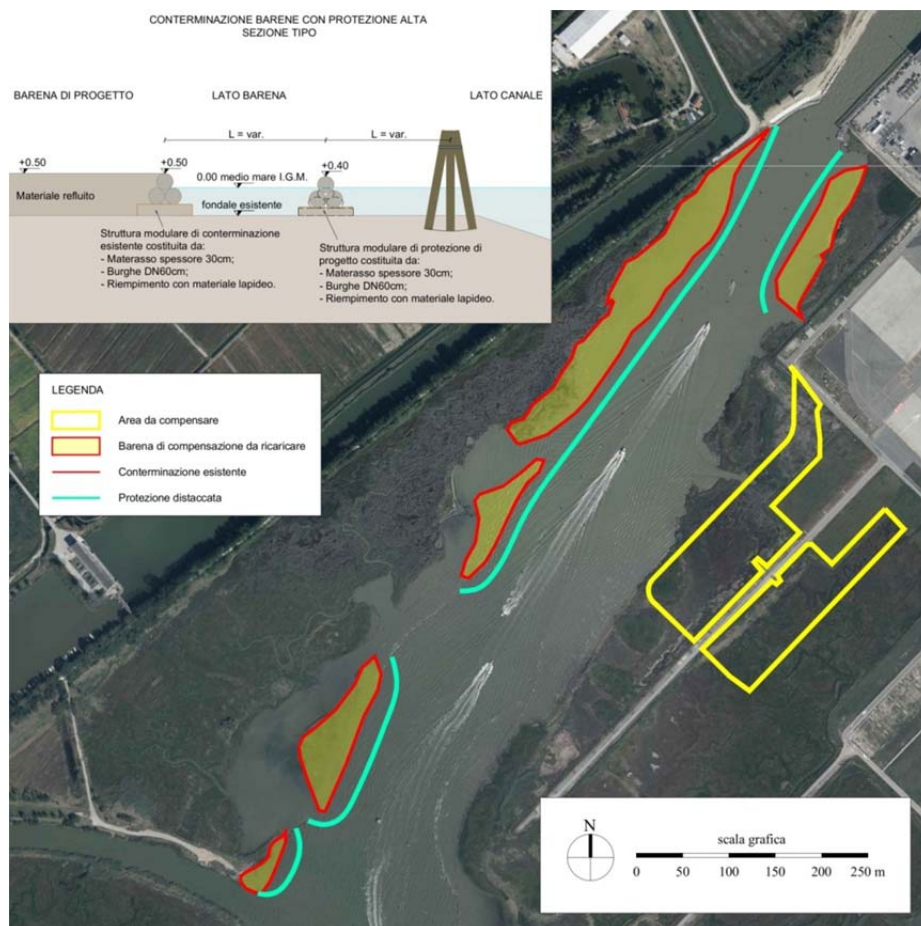 CONTERMINAZIONE BARENE CON PROTEZIONE ALTA
SEZIONE TIPO
BARENA DI PROGETTO
LATO BARENA
LATO CANALE
L = var.
L = var.
+0.50
+0.50
+0.40
0.00 medio mare I.G.M.
Materiale refluito
fondale esistente
Struttura modulare di conterminazione
esistente costituita da:
- Materasso spessore 30cm;
- Burghe DN60cm;
- Riempimento con materiale lapideo.
Struttura modulare di protezione di
progetto costituita da:
- Materasso spessore 30cm;
- Burghe DN60cm;
- Riempimento con materiale lapideo.
LEGENDA
Area da compensare
Barena di compensazione da ricaricare
Conterminazione esistente
Protezione distaccata
N
scala grafica
0 50 100 150 200 250 m